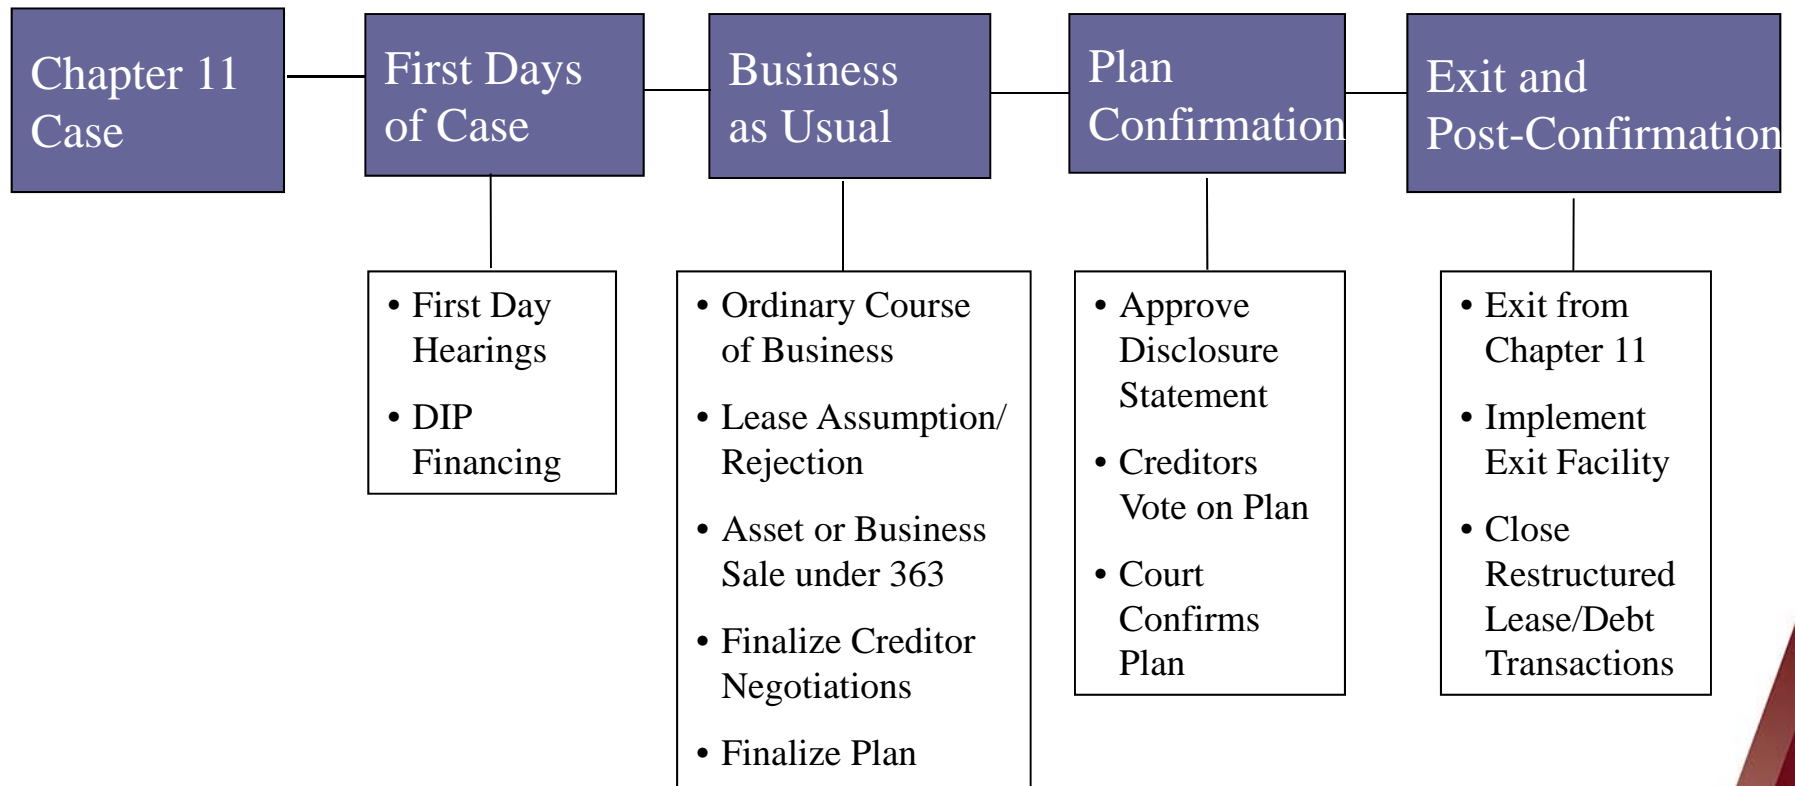 Chapter 11
Case
First Days
of Case
Business
as Usual
Plan
Confirmation
Exit and
Post-Confirmation
• First Day
Hearings
• DIP
Financing
• Ordinary Course
of Business
• Lease Assumption/
Rejection
• Asset or Business
Sale under 363
• Finalize Creditor
Negotiations
• Finalize Plan
• Approve
Disclosure
Statement
• Creditors
Vote on Plan
• Court
Confirms
Plan
• Exit from
Chapter 11
• Implement
Exit Facility
• Close
Restructured
Lease/Debt
Transactions